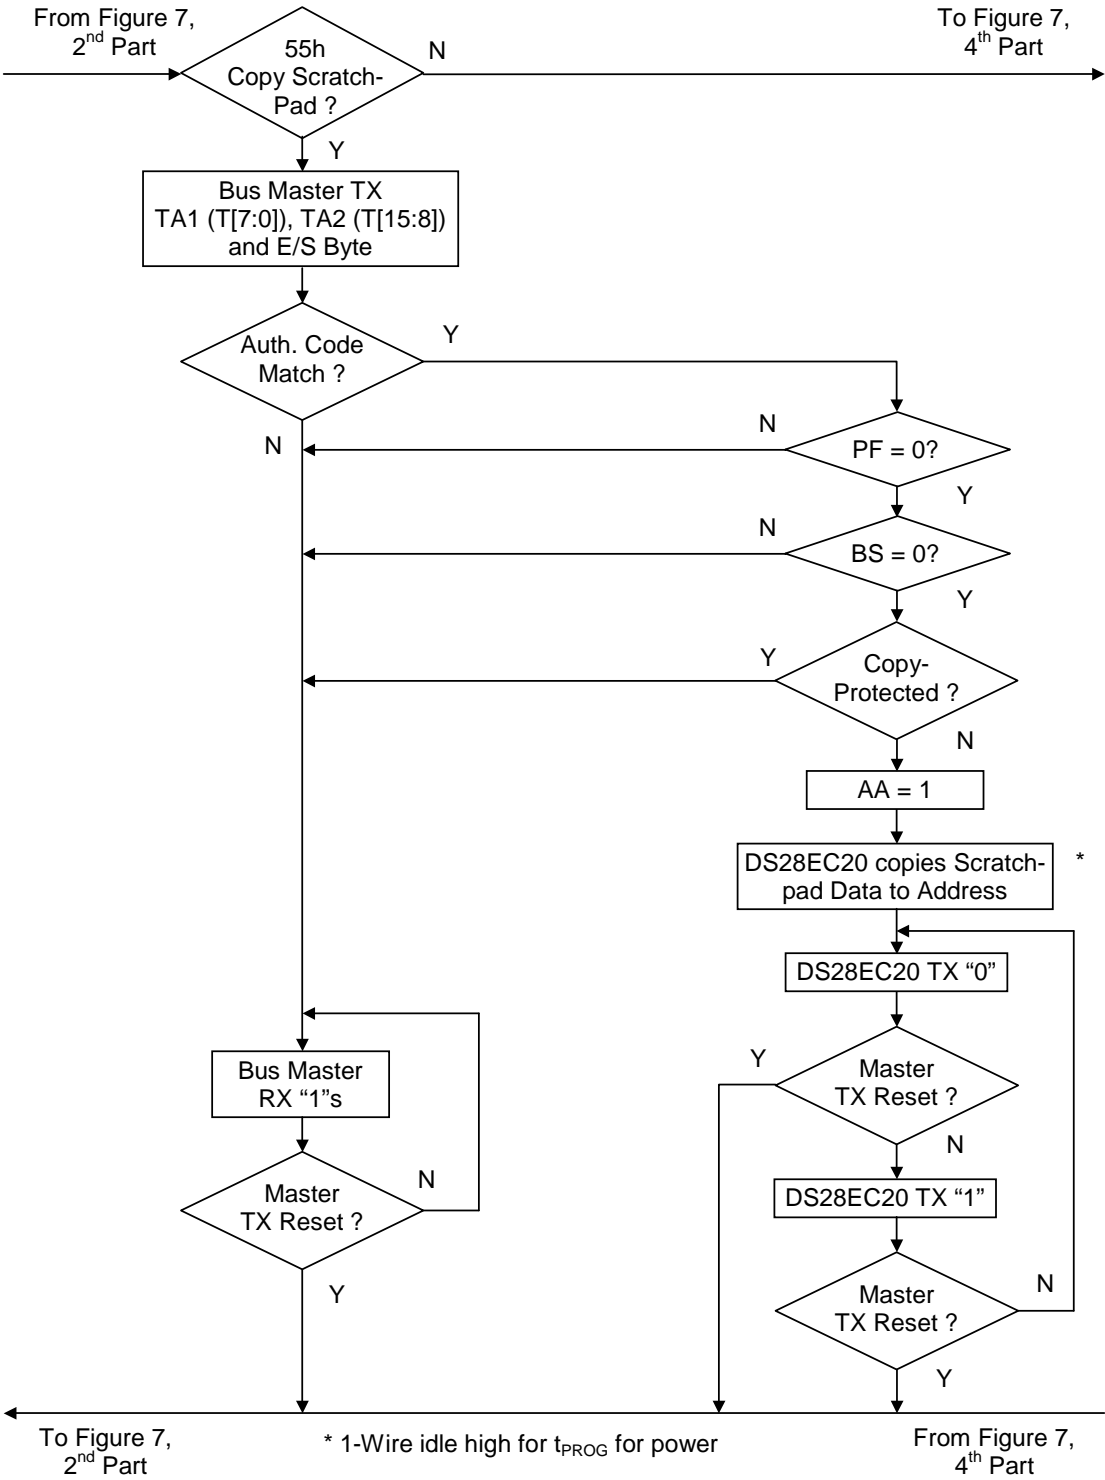 From Figure 7,
2nd Part
To Figure 7,
4th Part
55h
Copy Scratch-
Pad ?
N
Y
Bus Master TX
TA1 (T[7:0]), TA2 (T[15:8])
and E/S Byte
Auth. Code
Match ?
Y
N
N
PF = 0?
Y
N
BS = 0?
Y
Y
Copy-
Protected ?
N
AA = 1
DS28EC20 copies Scratch-
pad Data to Address
*
DS28EC20 TX “0”
Bus Master
RX “1”s
Y
Master
TX Reset ?
N
Master
TX Reset ?
N
Y
DS28EC20 TX “1”
Master
TX Reset ?
N
Y
To Figure 7,
2nd Part
* 1-Wire idle high for tPROG for power
From Figure 7,
4th Part